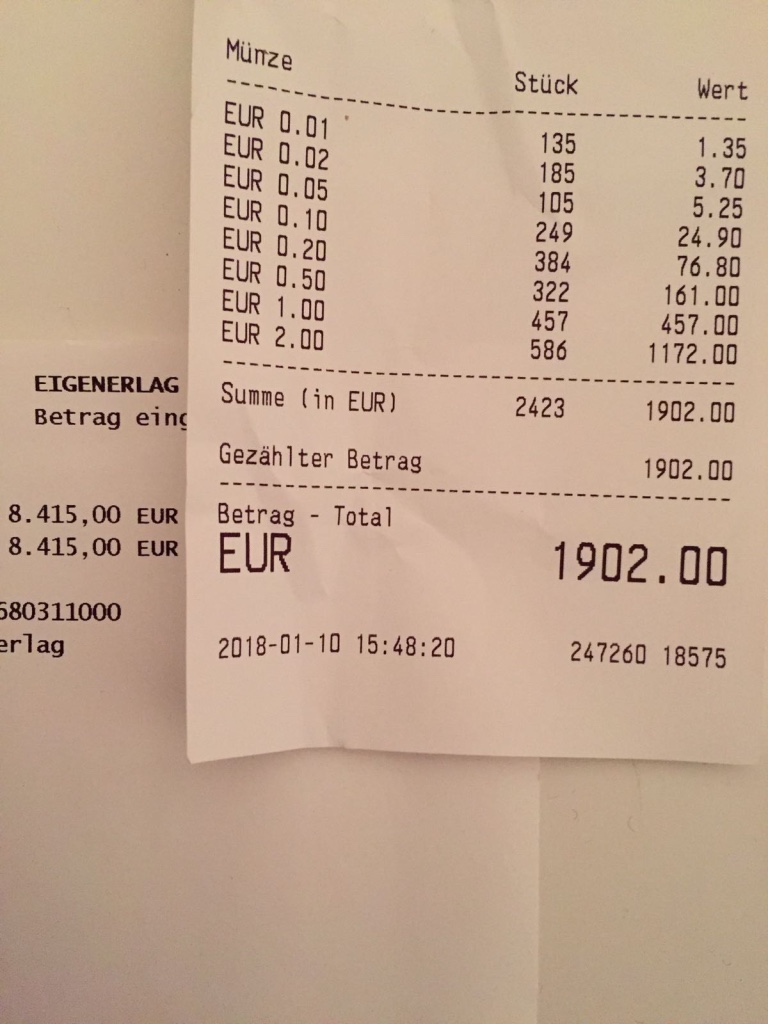 Münze Stück Wert
EUR 0.01 135 1.35
EUR 0.02 185 3.70
EUR 0.05 105 5.25
EUR 0.10 249 24.90
EUR 0.20 384 76.80
EUR 0.50 322 161.00
EUR 1.00 457 457.00
EUR 2.00 586 1172.00
Summe (in EUR) 2423 1902.00
Gezählter Betrag 1902.00
Betrag - Total
EUR 1902.00
2018-01-10 15:48:20 247260 18575
EIGENERLAG
Betrag eing
8.415,00 EUR
8.415,00 EUR
680311000
erlag